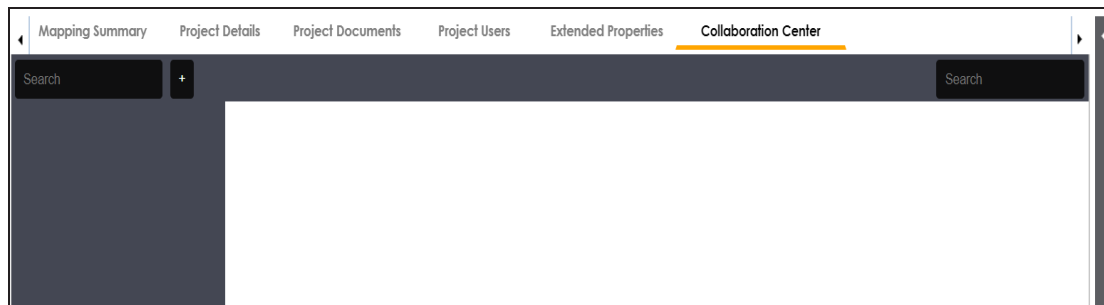 Mapping Summary Project Details Project Documents Project Users Extended Properties Collaboration Center
Search + Search